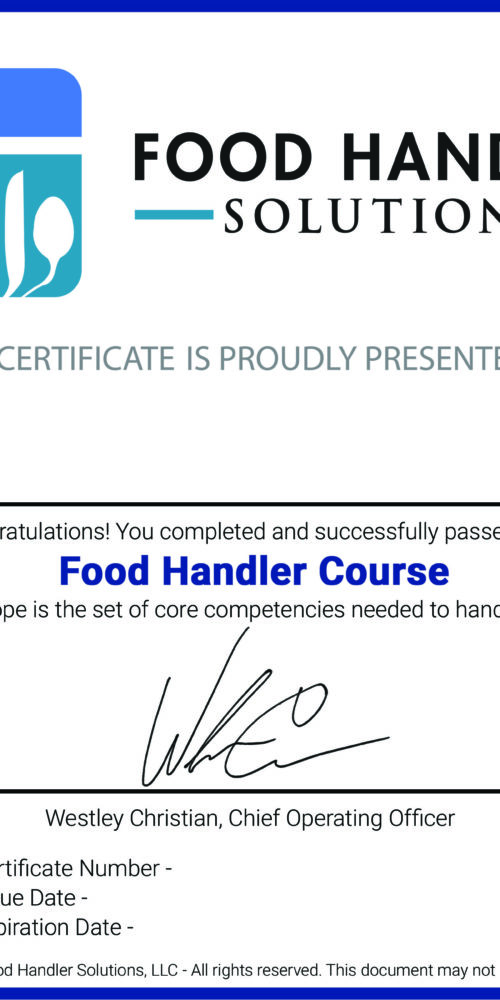 FOOD HAND
SOLUTION
CERTIFICATE IS PROUDLY PRESENTE
ratulations! You completed and successfully passe
Food Handler Course
ope is the set of core competencies needed to hand
Westley Christian, Chief Operating Officer
rtificate Number -
ue Date -
piration Date -
od Handler Solutions, LLC - All rights reserved. This document may not